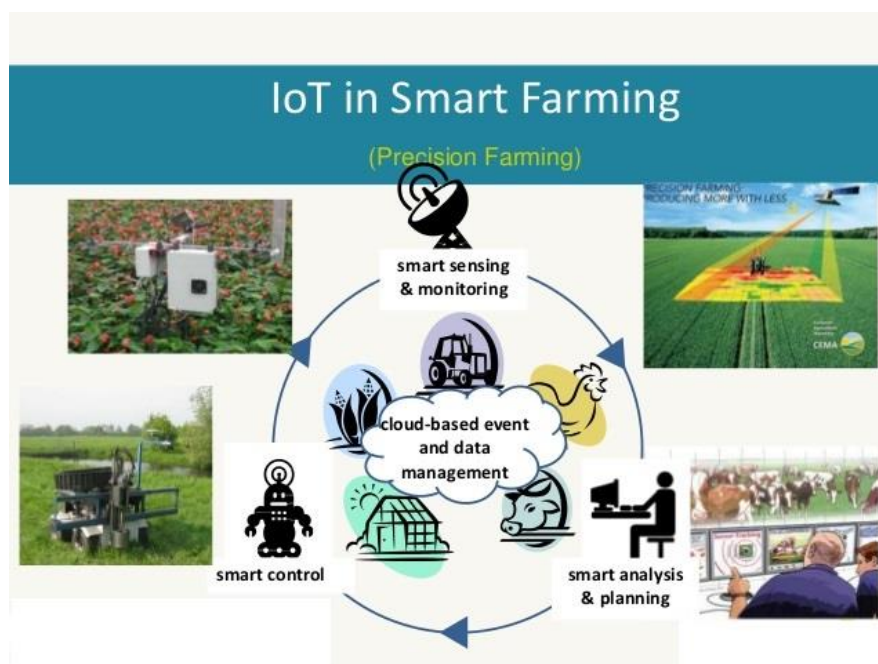 IoT in Smart Farming
(Precision Farming)
PRECISION FARMING:
PRODUCING MORE WITH LESS
smart sensing
& monitoring
CEMA
cloud-based event
and data
management
smart control
smart analysis
& planning